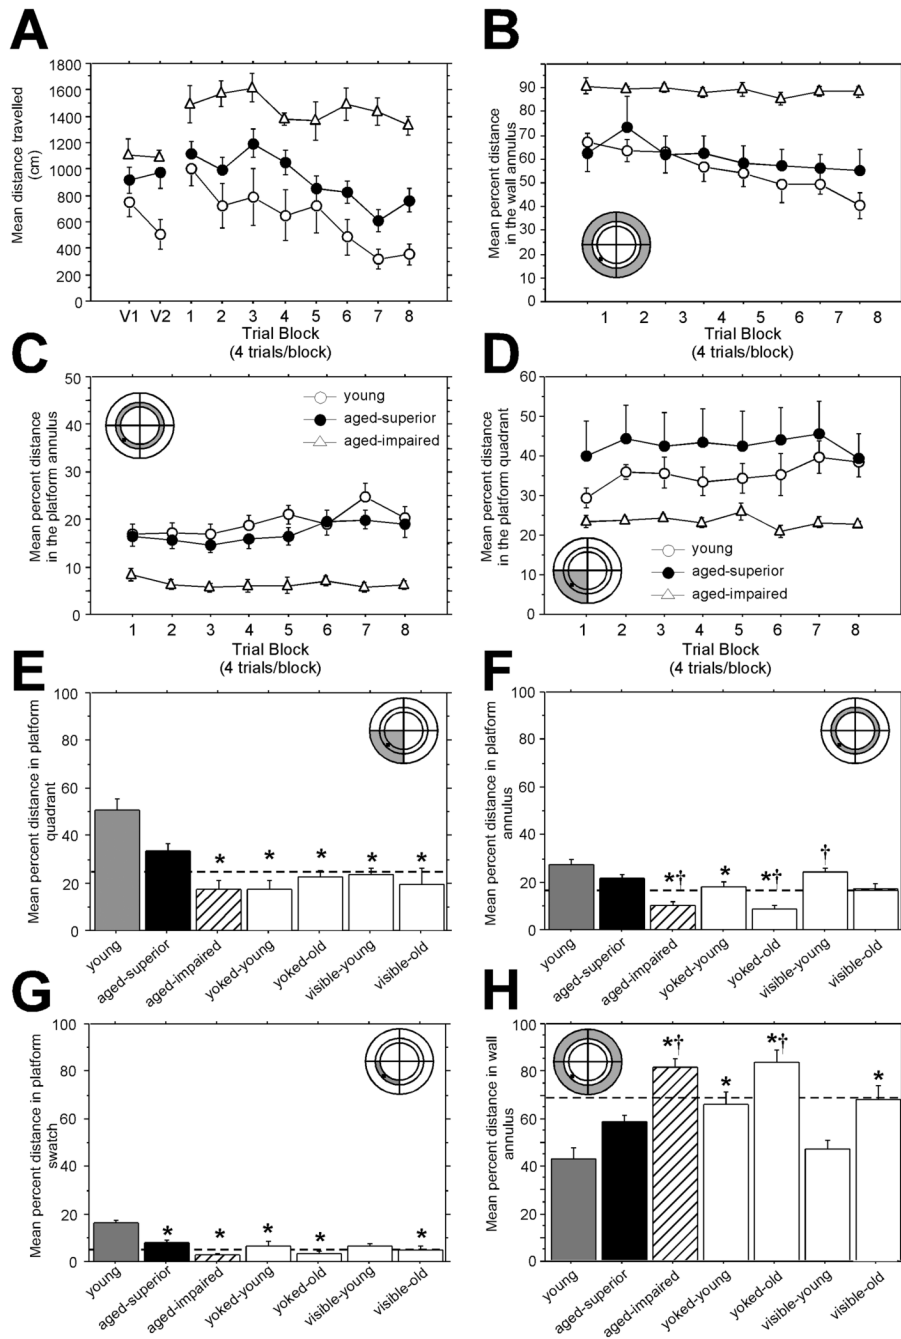 A
Mean distance travelled
(cm)
1800
1600
1400
1200
1000
800
600
400
200
0
V1 V2 1 2 3 4 5 6 7 8
Trial Block
(4 trials/block)
B
Mean percent distance
in the wall annulus
90
80
70
60
50
40
30
20
10
0
1 2 3 4 5 6 7 8
Trial Block
(4 trials/block)
C
Mean percent distance
in the platform annulus
50
40
30
20
10
0
young
aged-superior
aged-impaired
1 2 3 4 5 6 7 8
Trial Block
(4 trials/block)
D
Mean percent distance
in the platform quadrant
60
50
40
30
20
10
0
young
aged-superior
aged-impaired
1 2 3 4 5 6 7 8
Trial Block
(4 trials/block)
E
Mean percent distance in platform
quadrant
100
80
60
40
20
0
* * * * *
young
aged-superior
aged-impaired
yoked-young
yoked-old
visible-young
visible-old
F
Mean percent distance in platform
annulus
100
80
60
40
20
0
*† * *† †
young
aged-superior
aged-impaired
yoked-young
yoked-old
visible-young
visible-old
G
Mean percent distance in platform
swatch
100
80
60
40
20
0
* * * * *
young
aged-superior
aged-impaired
yoked-young
yoked-old
visible-young
visible-old
H
Mean percent distance in wall
annulus
100
80
60
40
20
0
*† * *† *
young
aged-superior
aged-impaired
yoked-young
yoked-old
visible-young
visible-old